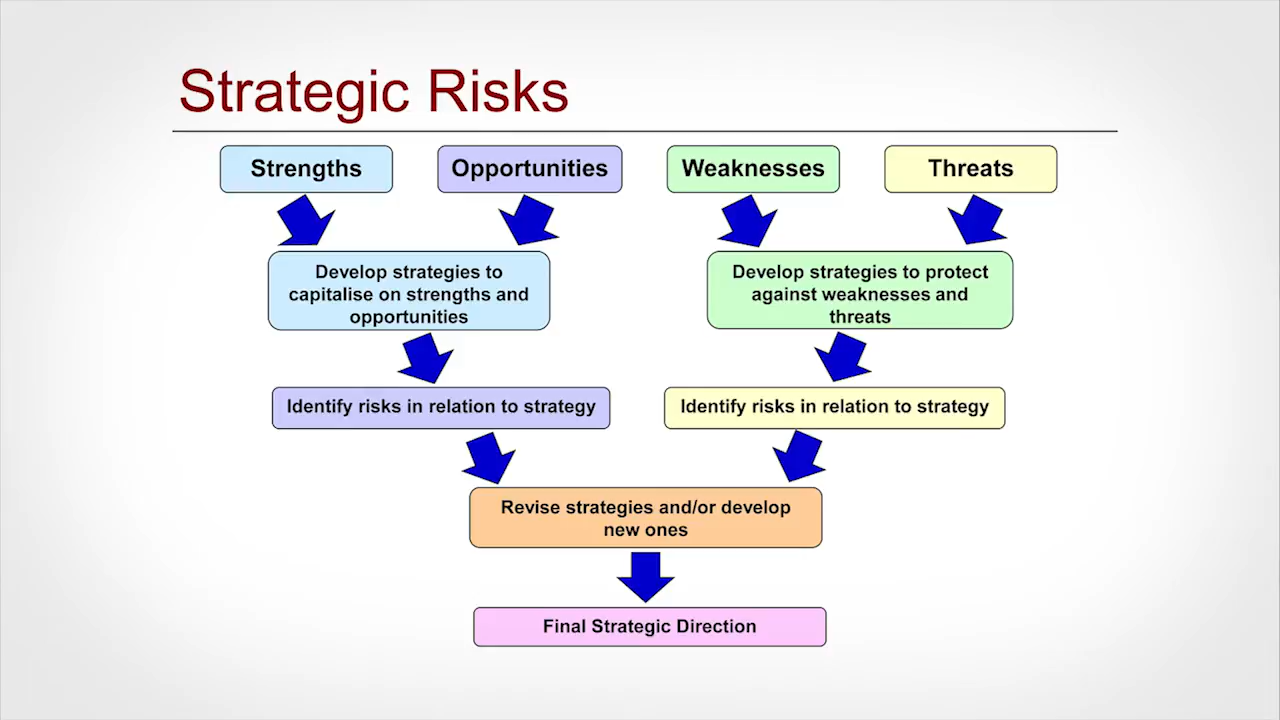 Strategic Risks
Strengths
Opportunities
Weaknesses
Threats
Develop strategies to
capitalise on strengths and
opportunities
Develop strategies to protect
against weaknesses and
threats
Identify risks in relation to strategy
Identify risks in relation to strategy
Revise strategies and/or develop
new ones
Final Strategic Direction